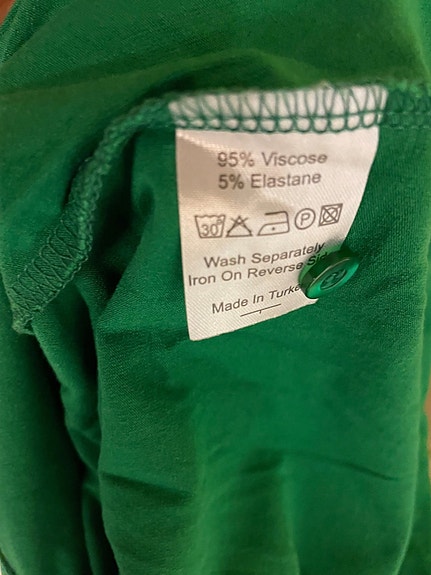 95% Viscose
5% Elastane
30° P
Wash Separately
Iron On Reverse
Made In